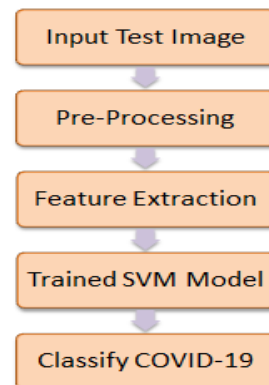 Input Test Image
Pre-Processing
Feature Extraction
Trained SVM Model
Classify COVID-19